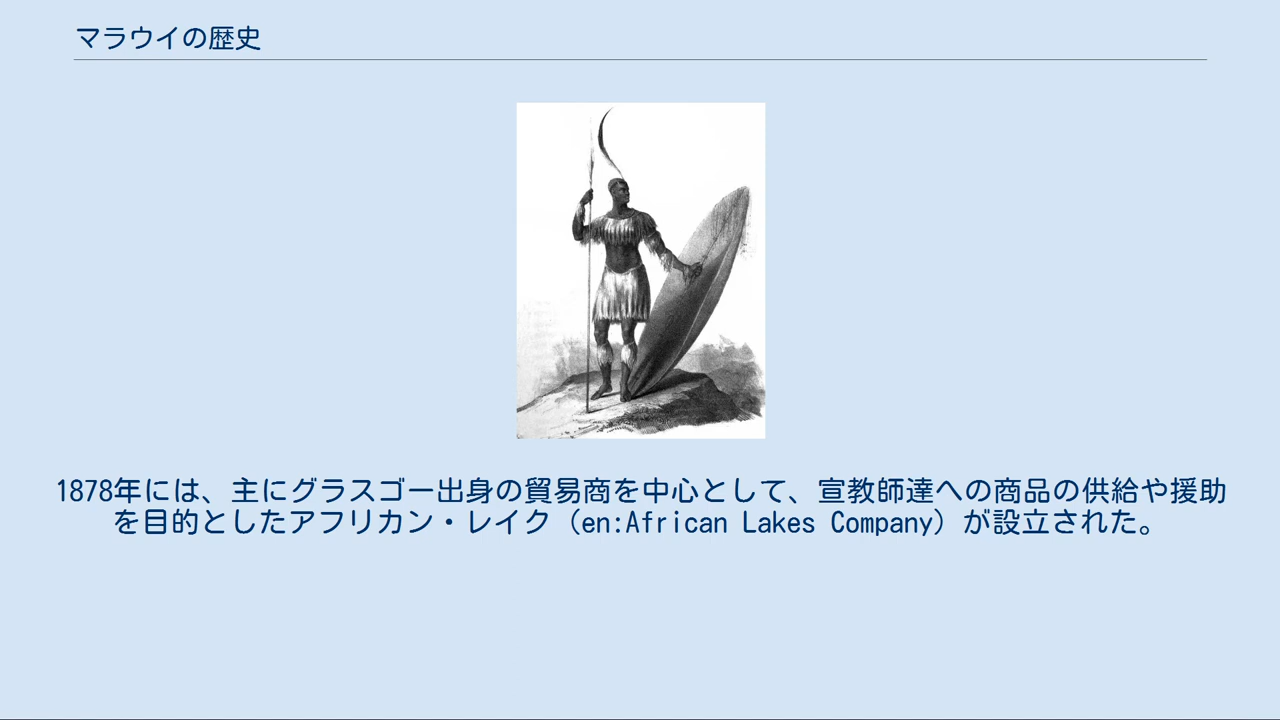 マラウイの歴史
1878年には、主にグラスゴー出身の貿易商を中心として、宣教師達への商品の供給や援助
を目的としたアフリカン・レイク（en:African Lakes Company）が設立された。